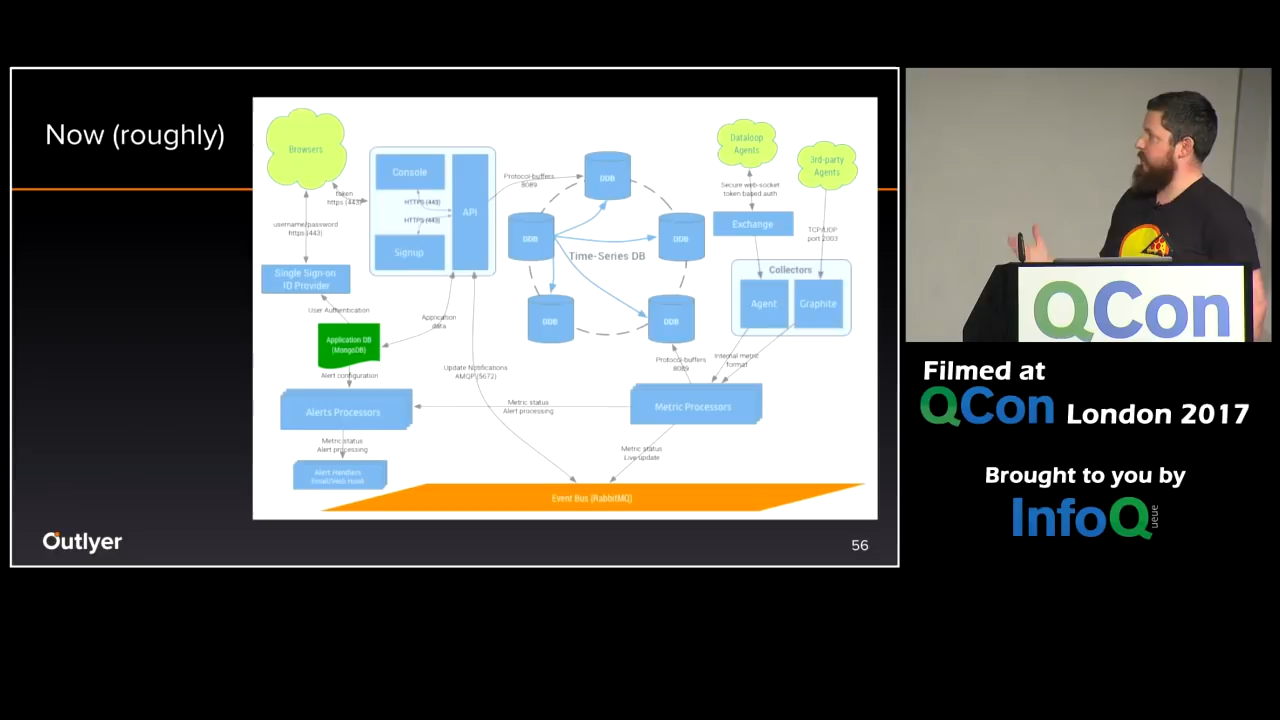 Now (roughly)
Browsers
token
https (443)
username/password
https (443)
Single Sign-on
ID Provider
User Authentication
Application DB
(MongoDB)
Alert configuration
Alerts Processors
Metric status
Alert processing
Alert Handlers
Email/Web Hook
Console
HTTPS (443)
HTTPS (443)
Signup
API
Application
data
Update Notifications
AMQP (5672)
Protocol-buffers
8089
DDB
DDB
DDB
Time-Series DB
DDB
DDB
Dataloop
Agents
3rd-party
Agents
Secure web-socket
token based auth
Exchange
TCP/UDP
port 2003
Collectors
Agent
Graphite
Protocol-buffers
8089
Internal metric
format
Metric Processors
Metric status
Alert processing
Metric status
Live update
Event Bus (RabbitMQ)
Outlyer
56
QCon
Filmed at
QCon London 2017
Brought to you by
InfoQ
ueue